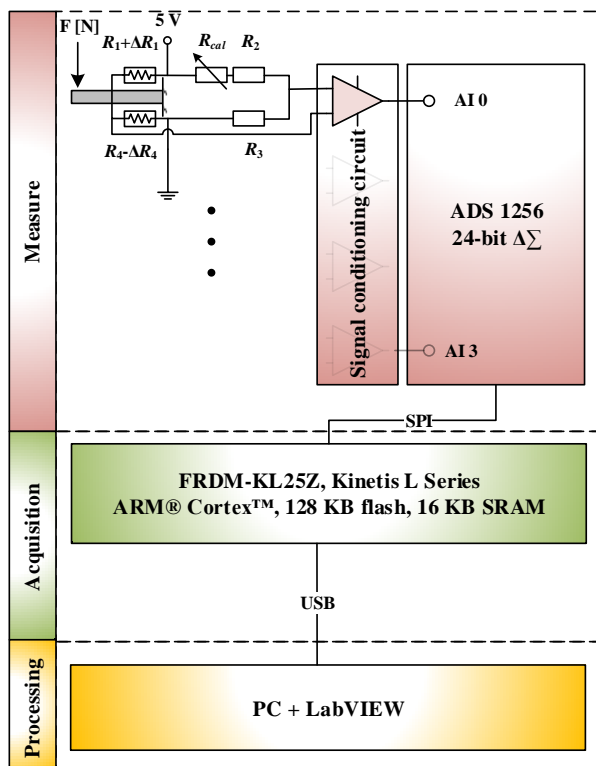 F [N]
R1+ΔR1
5 V
Rcal
R2
R4-ΔR4
R3
AI 0
Signal conditioning circuit
ADS 1256
24-bit Δ∑
AI 3
Measure
SPI
FRDM-KL25Z, Kinetis L Series
ARM® Cortex™, 128 KB flash, 16 KB SRAM
Acquisition
USB
PC + LabVIEW
Processing